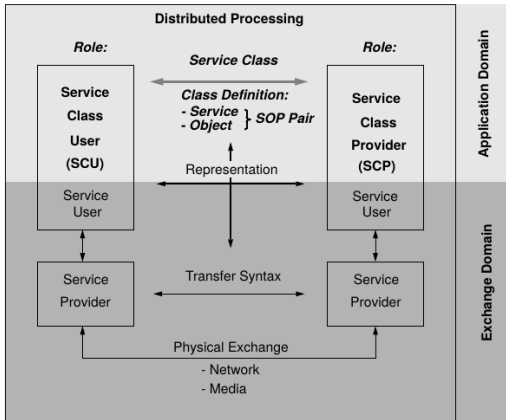 Distributed Processing
Role:
Role:
Service Class
Service
Class
User
(SCU)
Class Definition:
- Service
- Object
} SOP Pair
Service
Class
Provider
(SCP)
Application Domain
Representation
Service
User
Service
User
Service
Provider
Transfer Syntax
Service
Provider
Exchange Domain
Physical Exchange
- Network
- Media